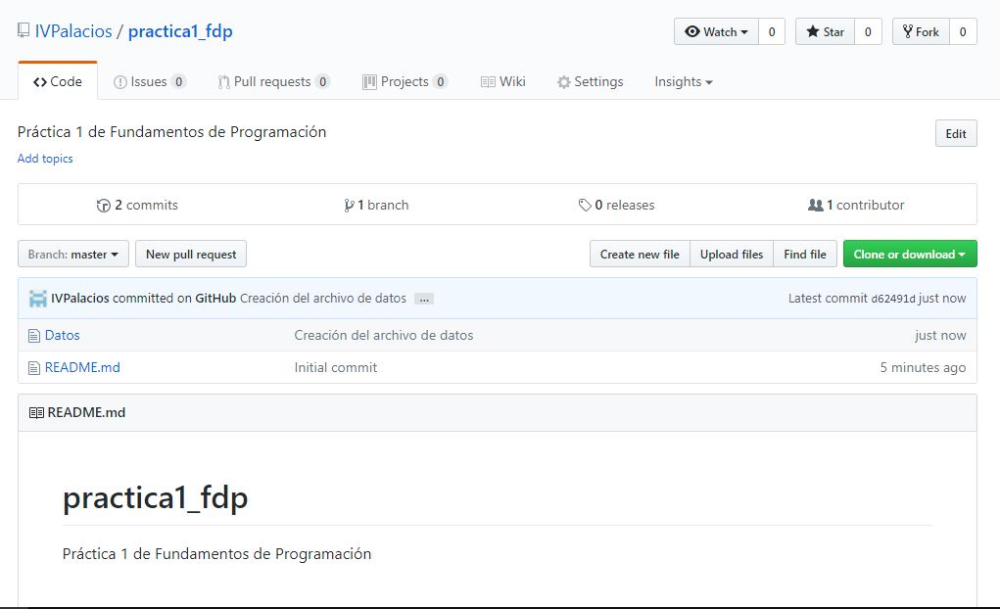 IVPalacios / practica1_fdp
Watch 0 Star 0 Fork 0
Code Issues 0 Pull requests 0 Projects 0 Wiki Settings Insights
Práctica 1 de Fundamentos de Programación Edit
Add topics
2 commits 1 branch 0 releases 1 contributor
Branch: master New pull request Create new file Upload files Find file Clone or download
IVPalacios committed on GitHub Creación del archivo de datos ... Latest commit d62491d just now
Datos Creación del archivo de datos just now
README.md Initial commit 5 minutes ago
README.md
practica1_fdp
Práctica 1 de Fundamentos de Programación